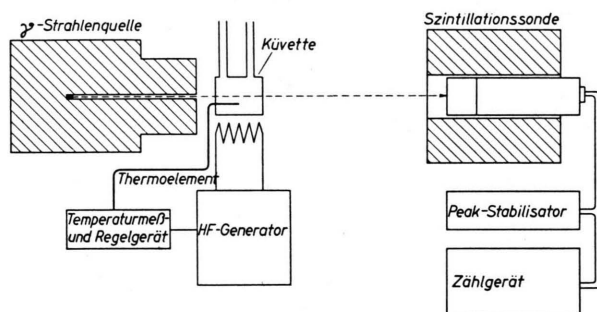 γ-Strahlenquelle
Küvette
Szintillationssonde
Thermoelement
Temperaturmeß-
und Regelgerät
HF-Generator
Peak-Stabilisator
Zählgerät